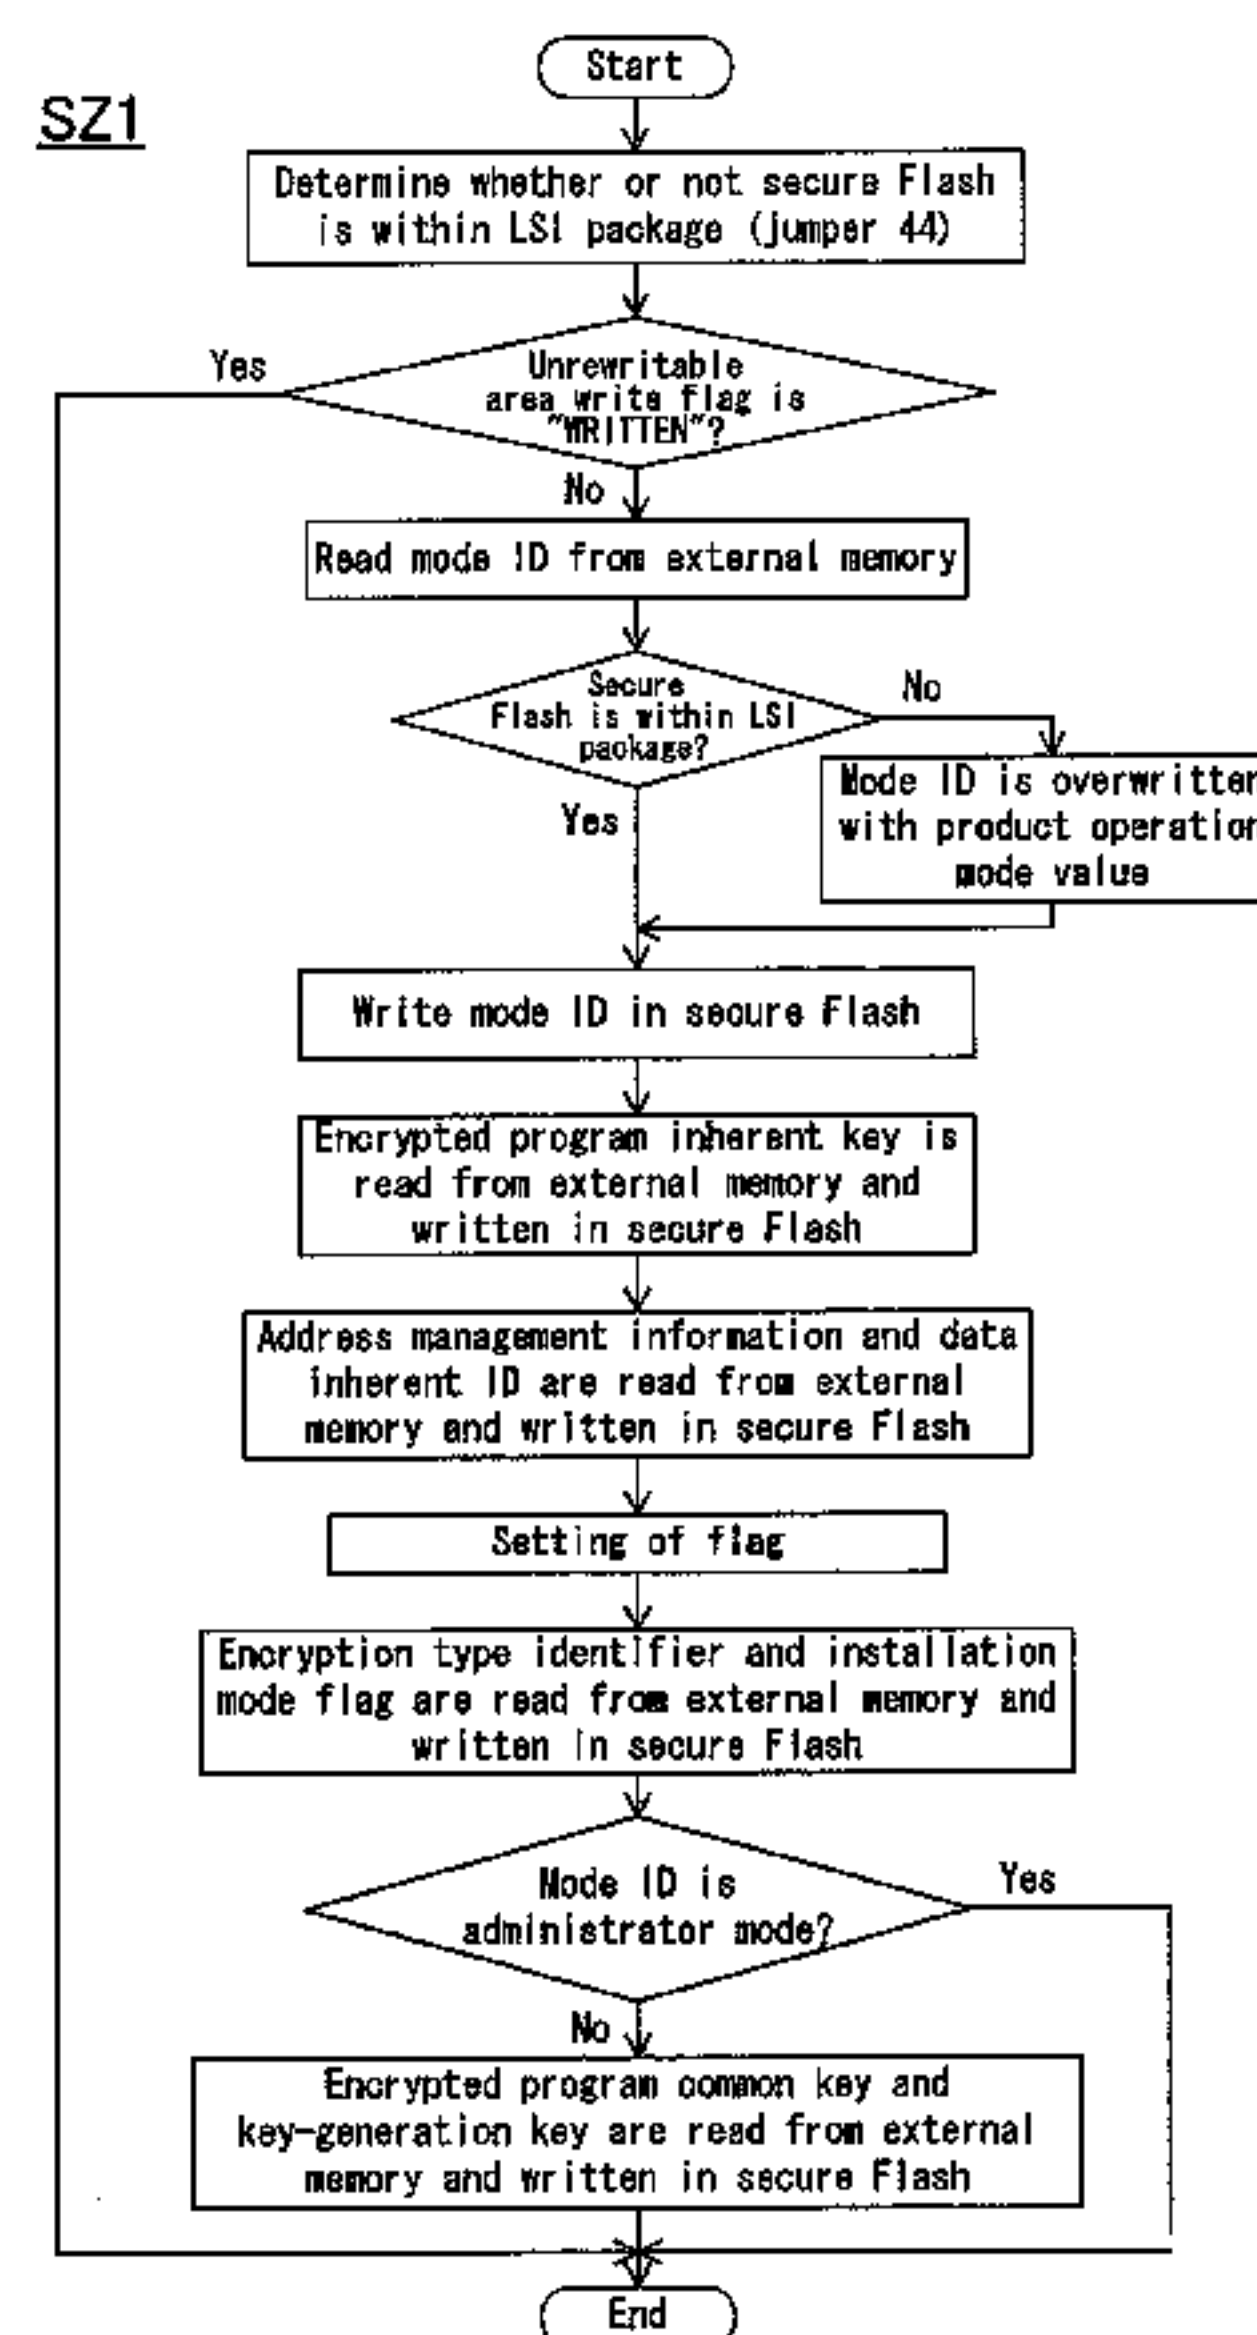 Start
SZ1
Determine whether or not secure Flash
is within LSI package (jumper 44)
Yes
Unrewritable
area write flag is
"WRITTEN"?
No
Read mode ID from external memory
Secure
Flash is within LSI
package?
No
Mode ID is overwritten
with product operation
mode value
Yes
Write mode ID in secure Flash
Encrypted program inherent key is
read from external memory and
written in secure Flash
Address management information and data
inherent ID are read from external
memory and written in secure Flash
Setting of flag
Encryption type identifier and installation
mode flag are read from external memory and
written in secure Flash
Mode ID is
administrator mode?
Yes
No
Encrypted program common key and
key-generation key are read from external
memory and written in secure Flash
End